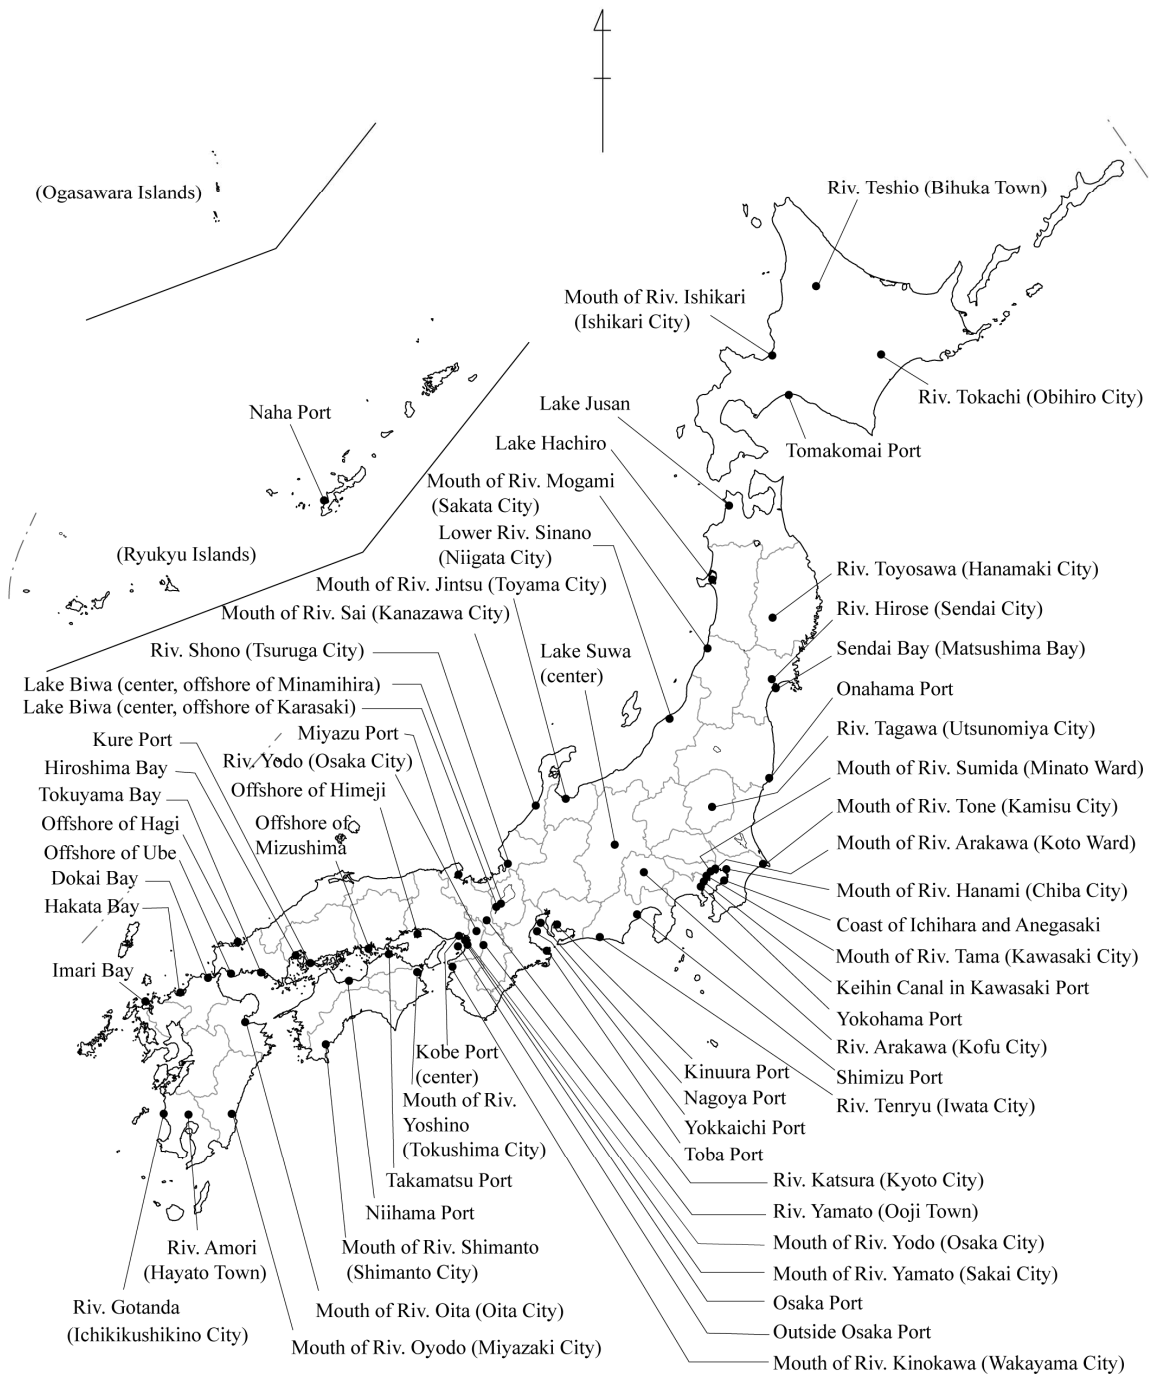 4
(Ogasawara Islands)
Riv. Teshio (Bihuka Town)
Mouth of Riv. Ishikari
(Ishikari City)
Riv. Tokachi (Obihiro City)
Tomakomai Port
Naha Port
(Ryukyu Islands)
Lake Jusan
Lake Hachiro
Mouth of Riv. Mogami
(Sakata City)
Lower Riv. Sinano
(Niigata City)
Mouth of Riv. Jintsu (Toyama City)
Mouth of Riv. Sai (Kanazawa City)
Riv. Shono (Tsuruga City)
Lake Biwa (center, offshore of Minamihira)
Lake Biwa (center, offshore of Karasaki)
Miyazu Port
Kure Port
Riv. Yodo (Osaka City)
Hiroshima Bay
Offshore of Himeji
Tokuyama Bay
Offshore of Hagi
Offshore of
Mizushima
Offshore of Ube
Dokai Bay
Hakata Bay
Imari Bay
Lake Suwa
(center)
Riv. Toyosawa (Hanamaki City)
Riv. Hirose (Sendai City)
Sendai Bay (Matsushima Bay)
Onahama Port
Riv. Tagawa (Utsunomiya City)
Mouth of Riv. Sumida (Minato Ward)
Mouth of Riv. Tone (Kamisu City)
Mouth of Riv. Arakawa (Koto Ward)
Mouth of Riv. Hanami (Chiba City)
Coast of Ichihara and Anegasaki
Mouth of Riv. Tama (Kawasaki City)
Keihin Canal in Kawasaki Port
Yokohama Port
Riv. Arakawa (Kofu City)
Shimizu Port
Riv. Tenryu (Iwata City)
Kinuura Port
Nagoya Port
Yokkaichi Port
Toba Port
Riv. Katsura (Kyoto City)
Riv. Yamato (Ooji Town)
Mouth of Riv. Yodo (Osaka City)
Mouth of Riv. Yamato (Sakai City)
Osaka Port
Outside Osaka Port
Mouth of Riv. Kinokawa (Wakayama City)
Kobe Port
(center)
Mouth of Riv.
Yoshino
(Tokushima City)
Takamatsu Port
Niihama Port
Mouth of Riv. Shimanto
(Shimanto City)
Riv. Amori
(Hayato Town)
Riv. Gotanda
(Ichikikushikino City)
Mouth of Riv. Oita (Oita City)
Mouth of Riv. Oyodo (Miyazaki City)